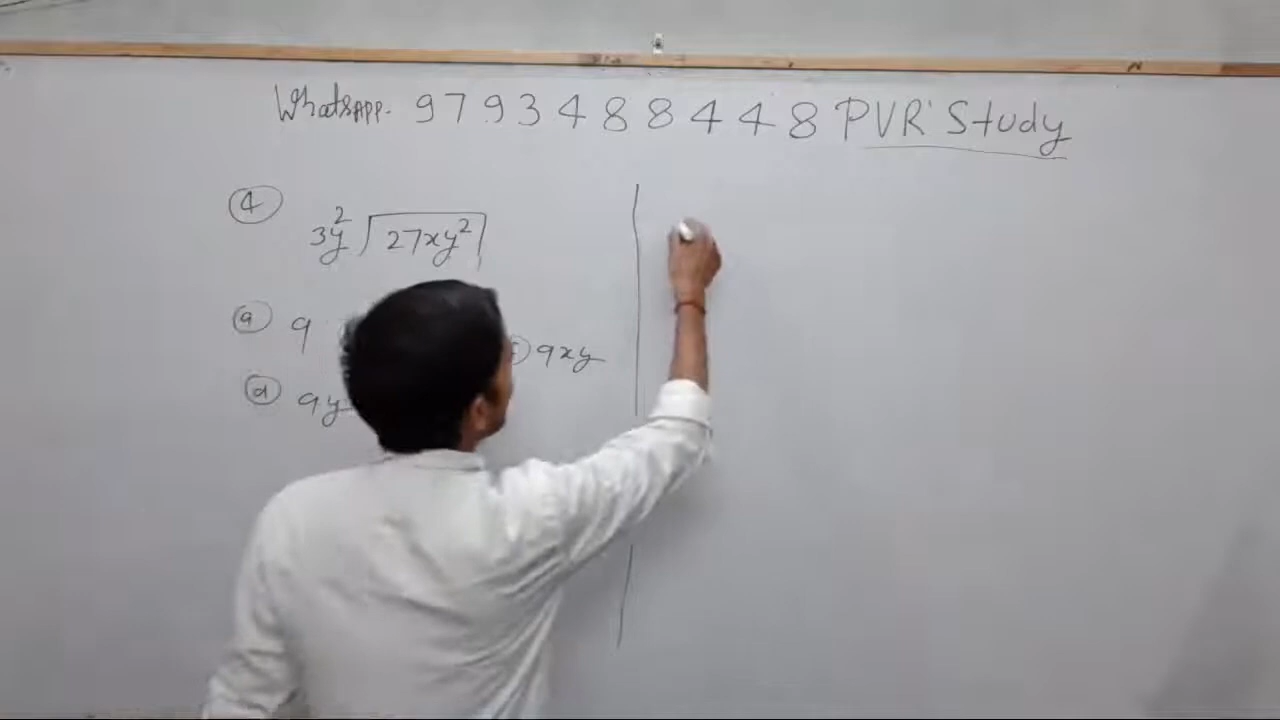 WhatsApp. 9793488448 PVR Study
④
3y² ⟌27xy²
ⓐ 9
9xy
ⓓ 9y